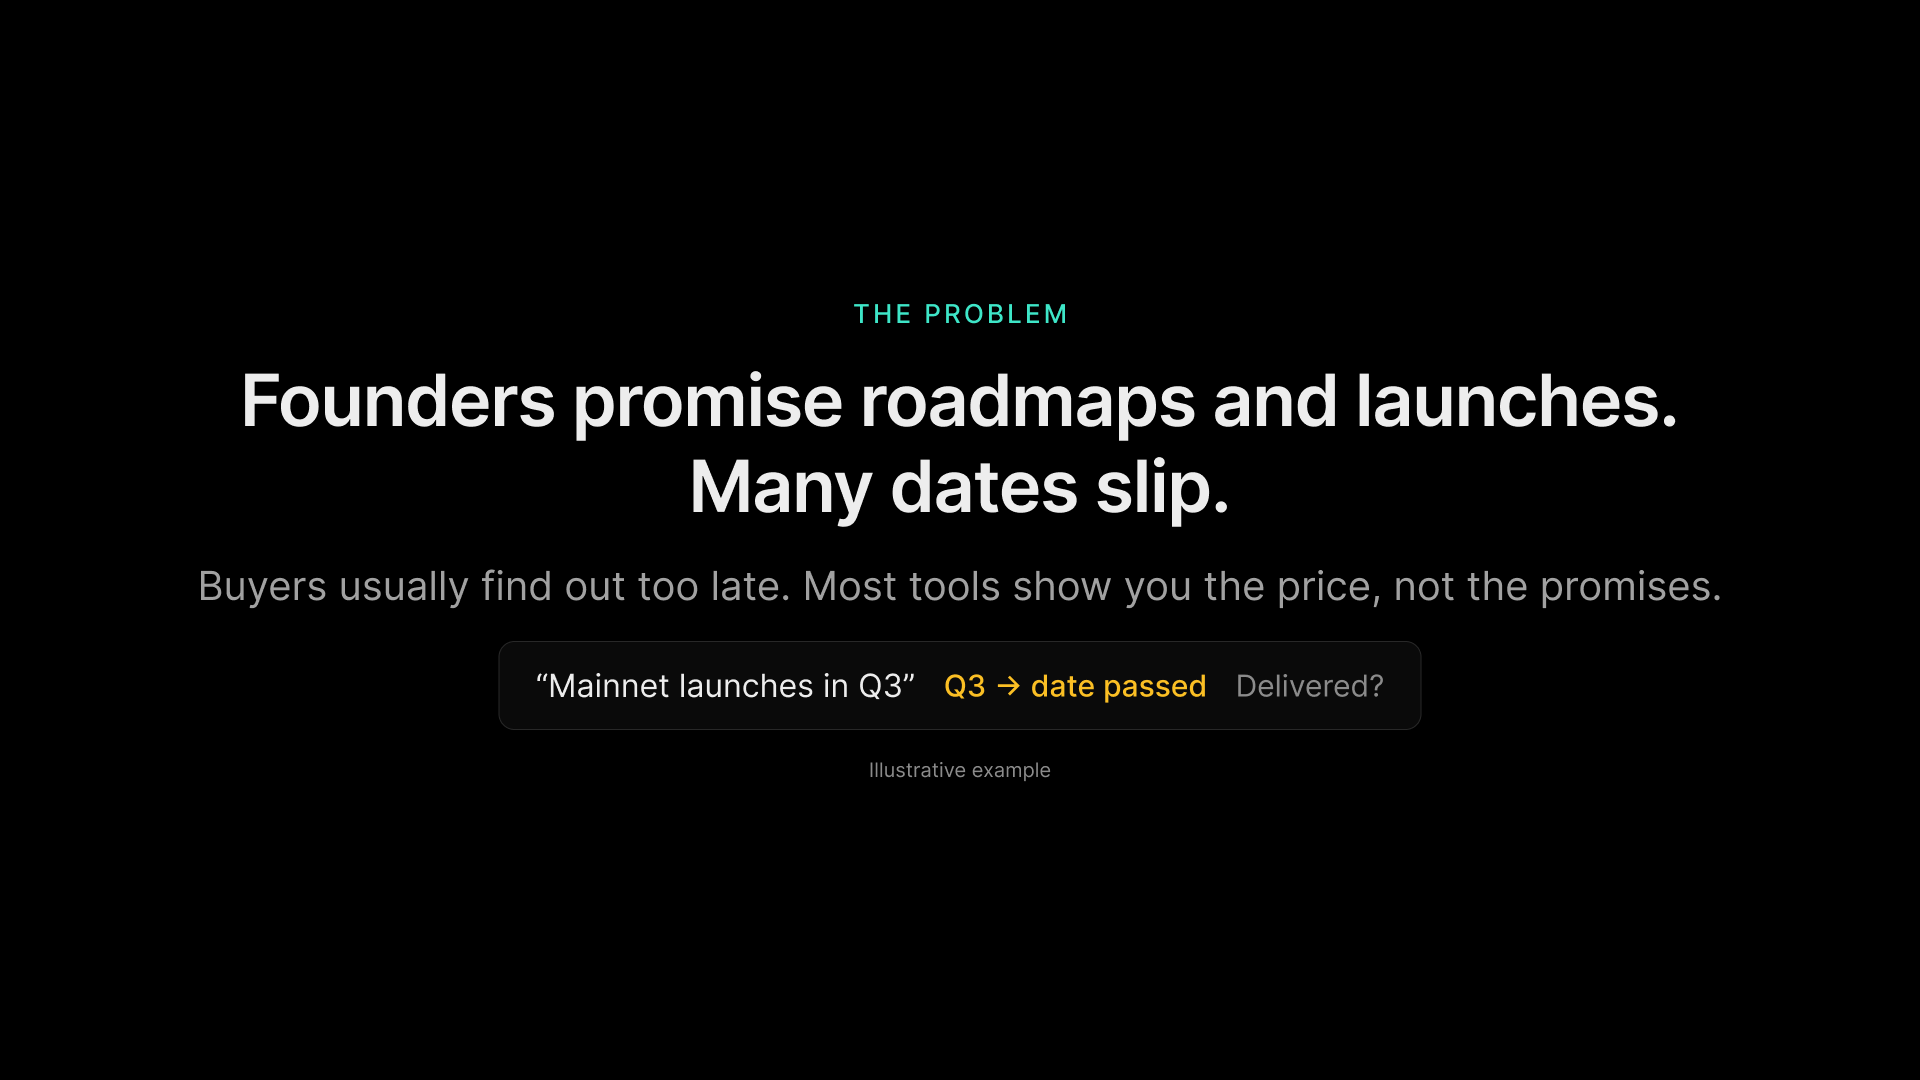 THE PROBLEM
Founders promise roadmaps and launches.
Many dates slip.
Buyers usually find out too late. Most tools show you the price, not the promises.
“Mainnet launches in Q3” Q3 → date passed Delivered?
Illustrative example